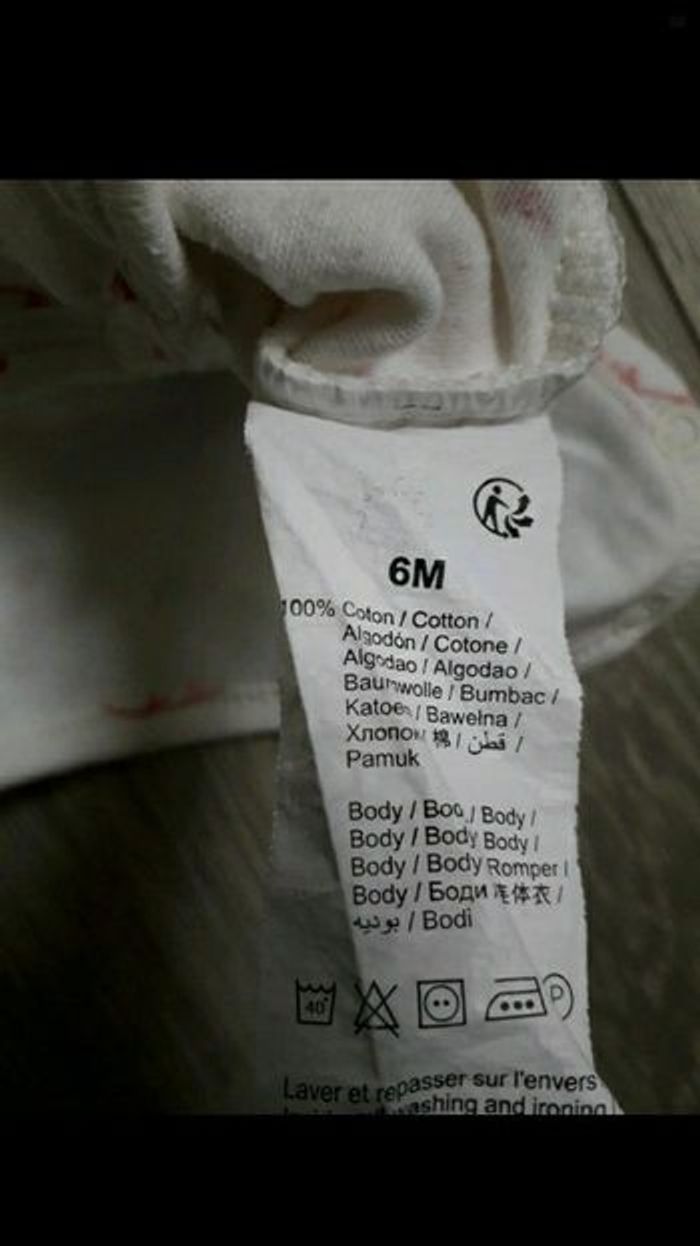 6M
100% Coton / Cotton /
Algodón / Cotone /
Algodao / Algodao /
Baumwolle / Bumbac /
Katoen / Bawełna /
Хлопок 棉 / قطن /
Pamuk
Body / Body / Body /
Body / Body Body /
Body / Body Romper /
Body / Боди 连体衣 /
بوديه / Bodi
40°
P
Laver et repasser sur l'envers
washing and ironing